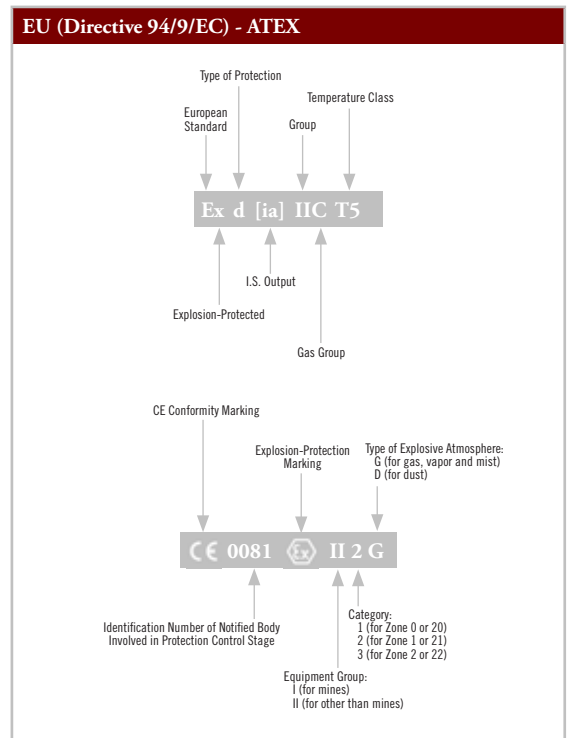 EU (Directive 94/9/EC) - ATEX
Type of Protection
Temperature Class
European
Standard
Group
Ex d [ia] IIC T5
I.S. Output
Explosion-Protected
Gas Group
CE Conformity Marking
Explosion-Protection
Marking
Type of Explosive Atmosphere:
G (for gas, vapor and mist)
D (for dust)
CE 0081 Ex II 2 G
Identification Number of Notified Body
Involved in Protection Control Stage
Category:
1 (for Zone 0 or 20)
2 (for Zone 1 or 21)
3 (for Zone 2 or 22)
Equipment Group:
I (for mines)
II (for other than mines)